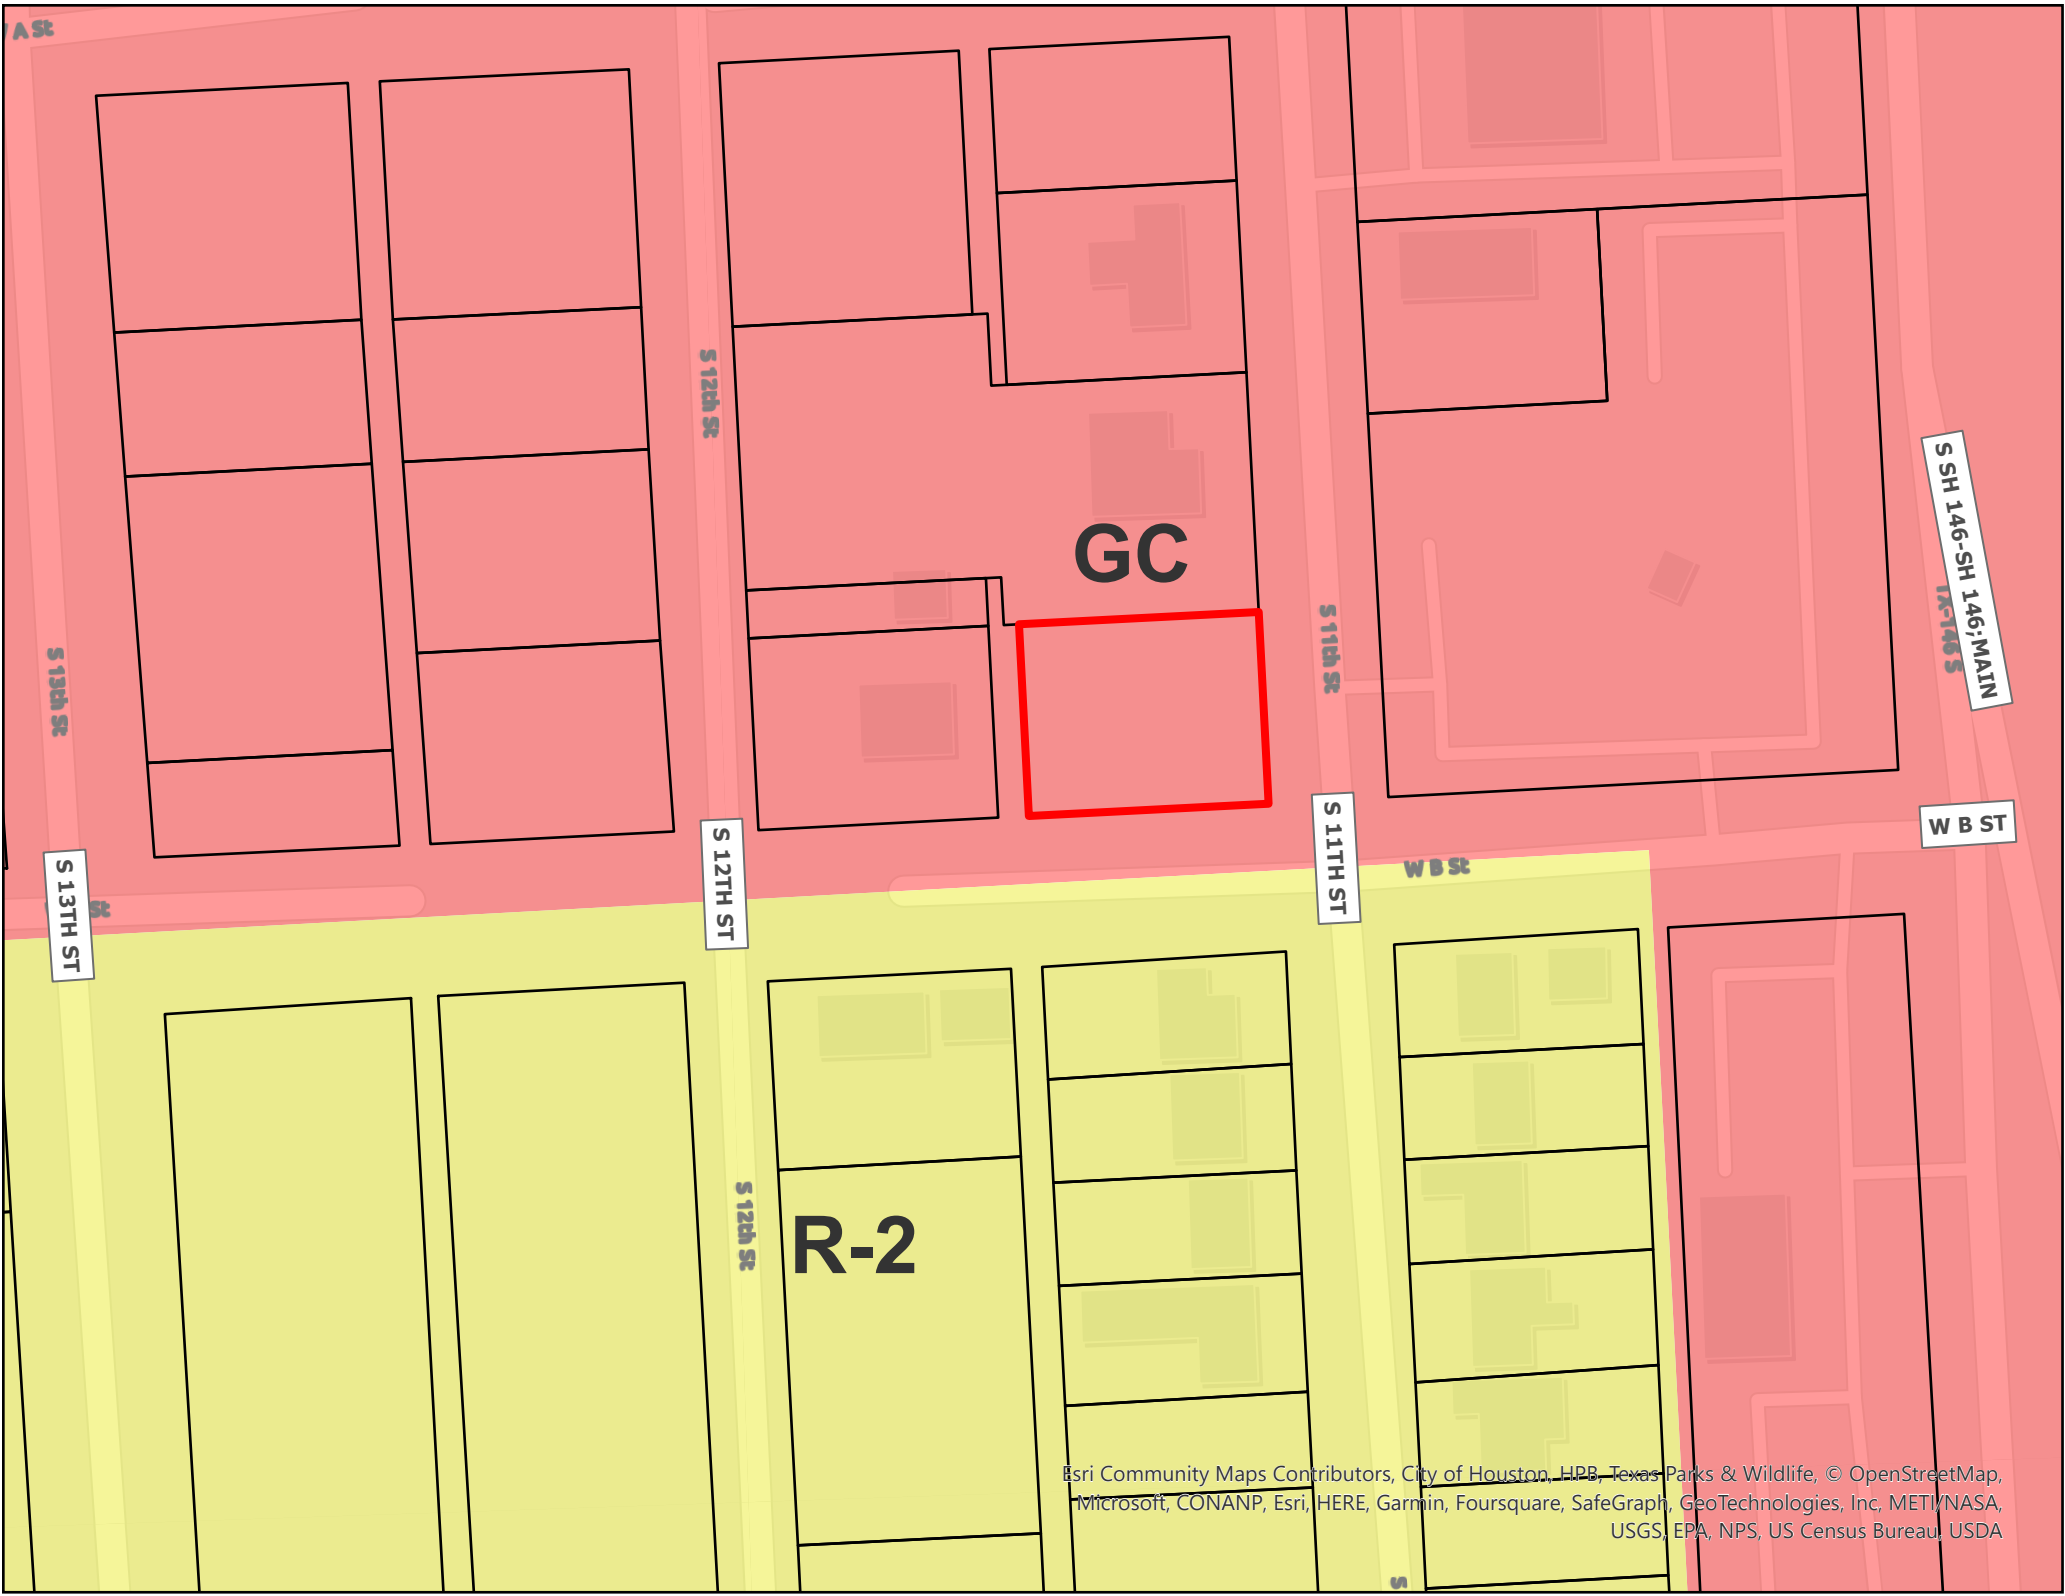 A St
S 12th St
GC
S 13th St
S 11th St
S SH 146-SH 146;MAIN
TX-146 S
S 13TH ST
S 12TH ST
S 11TH ST
W B ST
W B St
St
R-2
S 12th St
S
Esri Community Maps Contributors, City of Houston, HPB, Texas Parks & Wildlife, © OpenStreetMap,
Microsoft, CONANP, Esri, HERE, Garmin, Foursquare, SafeGraph, GeoTechnologies, Inc, METI/NASA,
USGS, EPA, NPS, US Census Bureau, USDA